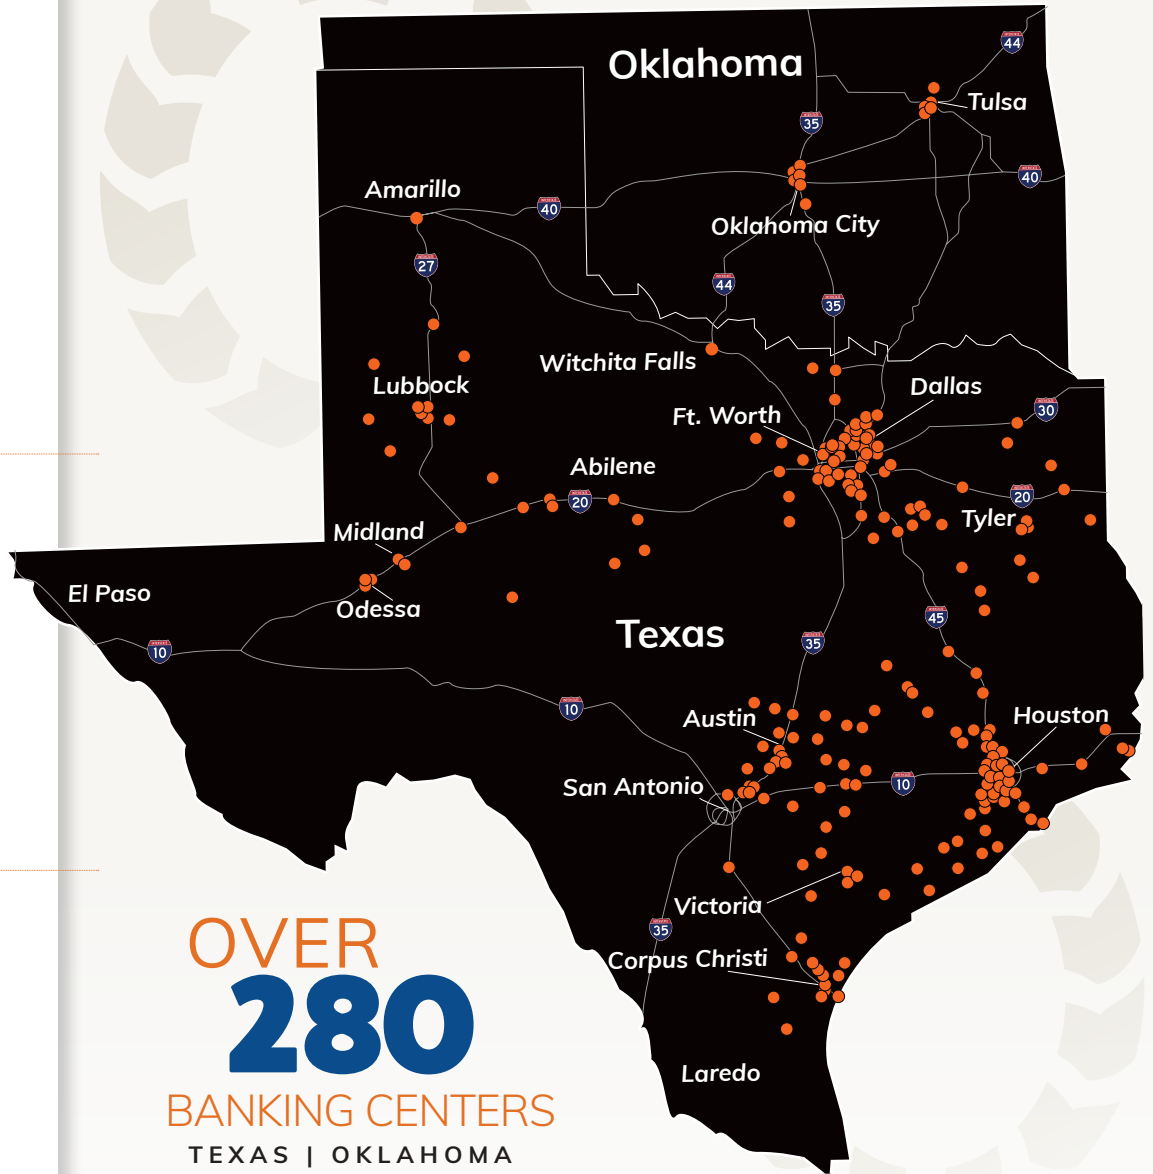 Oklahoma
44
Tulsa
35
40
Amarillo
40
Oklahoma City
27
44
35
Witchita Falls
Lubbock
Dallas
30
Ft. Worth
Abilene
20
20
Tyler
Midland
El Paso
Odessa
45
Texas
35
10
10
Austin
Houston
San Antonio
10
Victoria
35
Corpus Christi
Laredo
OVER
280
BANKING CENTERS
TEXAS | OKLAHOMA